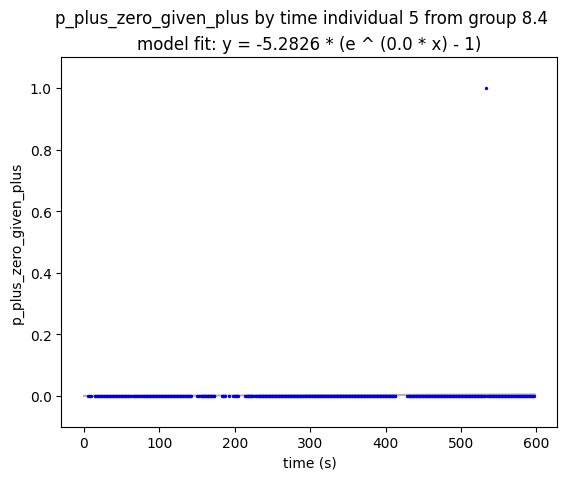 p_plus_zero_given_plus by time individual 5 from group 8.4
model fit: y = -5.2826 * (e ^ (0.0 * x) - 1)
1.0
0.8
0.6
0.4
0.2
0.0
p_plus_zero_given_plus
0 100 200 300 400 500 600
time (s)